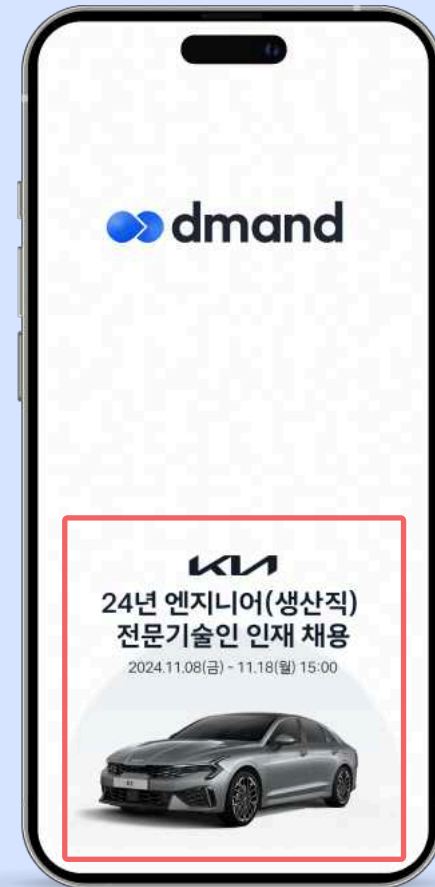 dmand
KIA
24년 엔지니어(생산직)
전문기술인 인재 채용
2024.11.08(금) - 11.18(월) 15:00